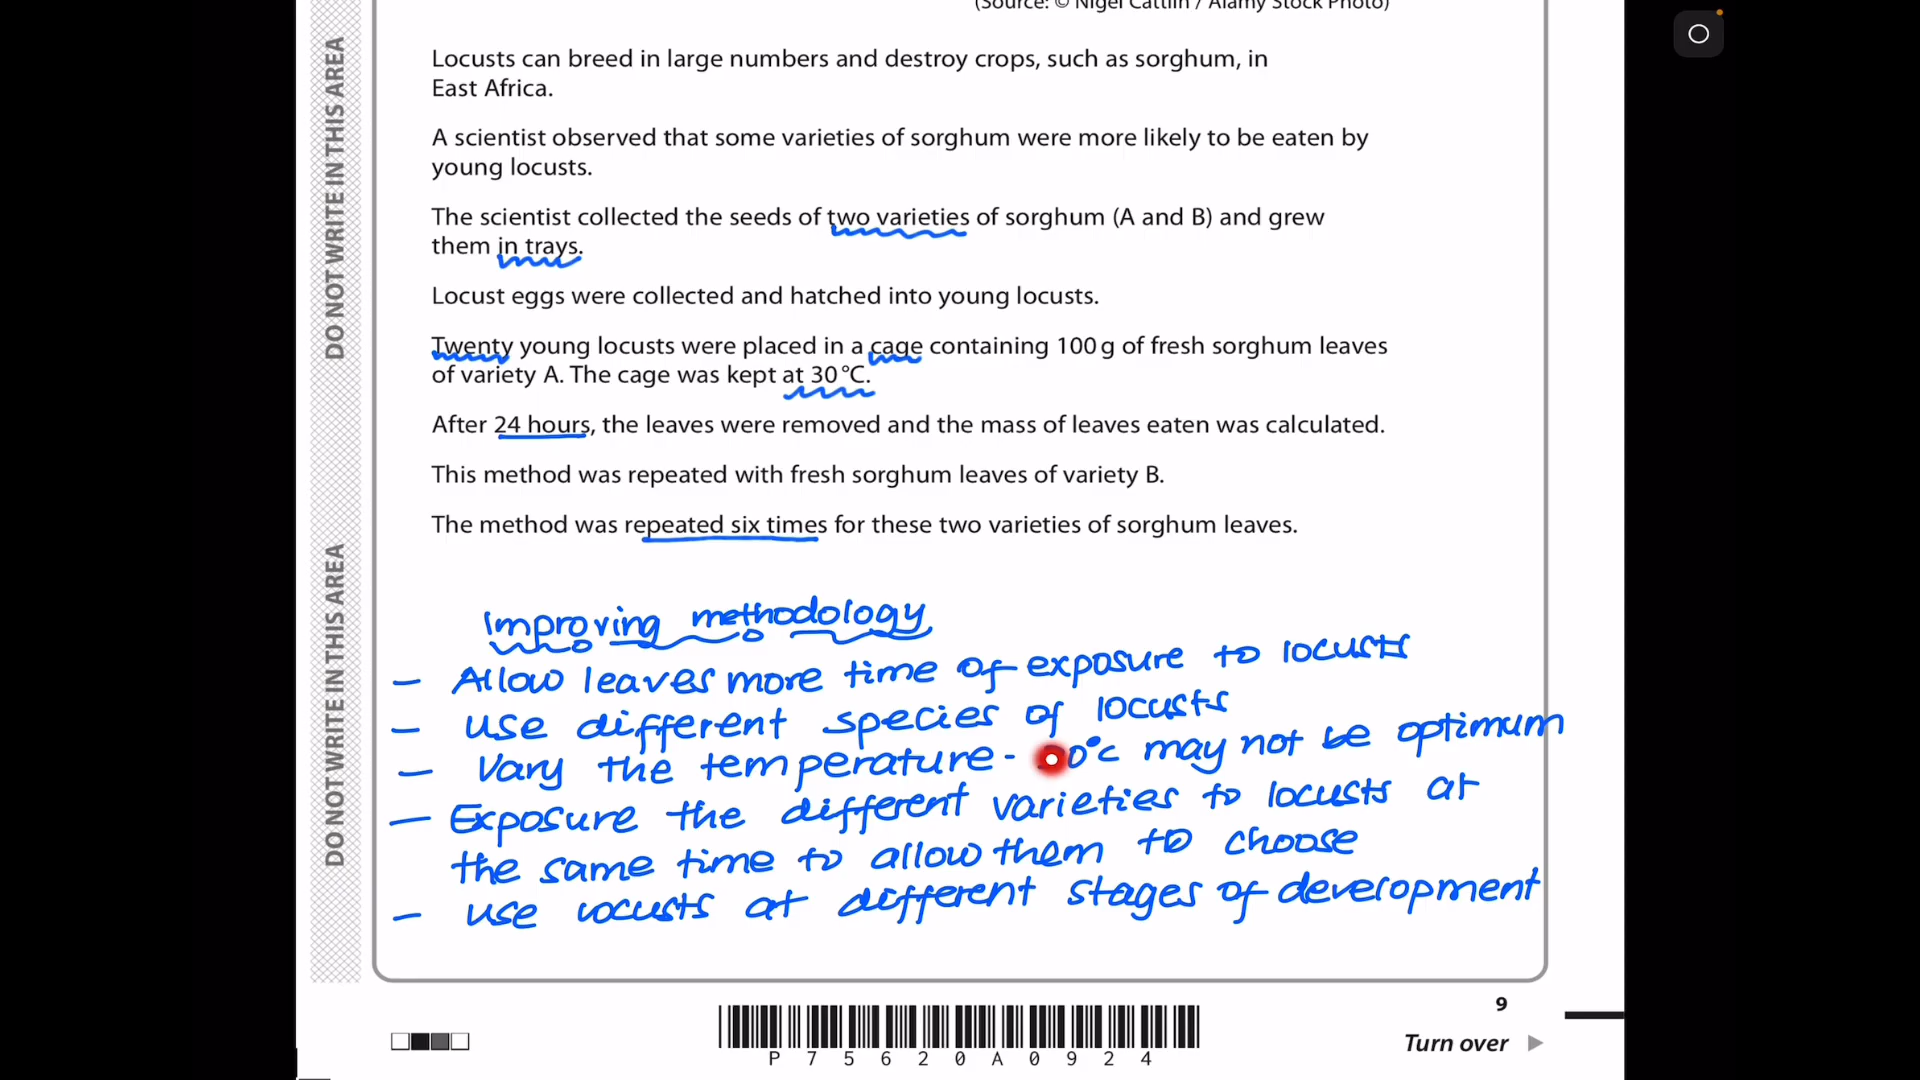 (Source: © Nigel Cattlin / Alamy Stock Photo)
Locusts can breed in large numbers and destroy crops, such as sorghum, in
East Africa.
A scientist observed that some varieties of sorghum were more likely to be eaten by
young locusts.
The scientist collected the seeds of two varieties of sorghum (A and B) and grew
them in trays.
Locust eggs were collected and hatched into young locusts.
Twenty young locusts were placed in a cage containing 100 g of fresh sorghum leaves
of variety A. The cage was kept at 30 °C.
After 24 hours, the leaves were removed and the mass of leaves eaten was calculated.
This method was repeated with fresh sorghum leaves of variety B.
The method was repeated six times for these two varieties of sorghum leaves.
Improving methodology
- Allow leaves more time of exposure to locusts
- use different species of locusts
- Vary the temperature - 0°c may not be optimum
- Exposure the different varieties to locusts at
the same time to allow them to choose
- use locusts at different stages of development
DO NOT WRITE IN THIS AREA
DO NOT WRITE IN THIS AREA
9
P 7 5 6 2 0 A 0 9 2 4
Turn over